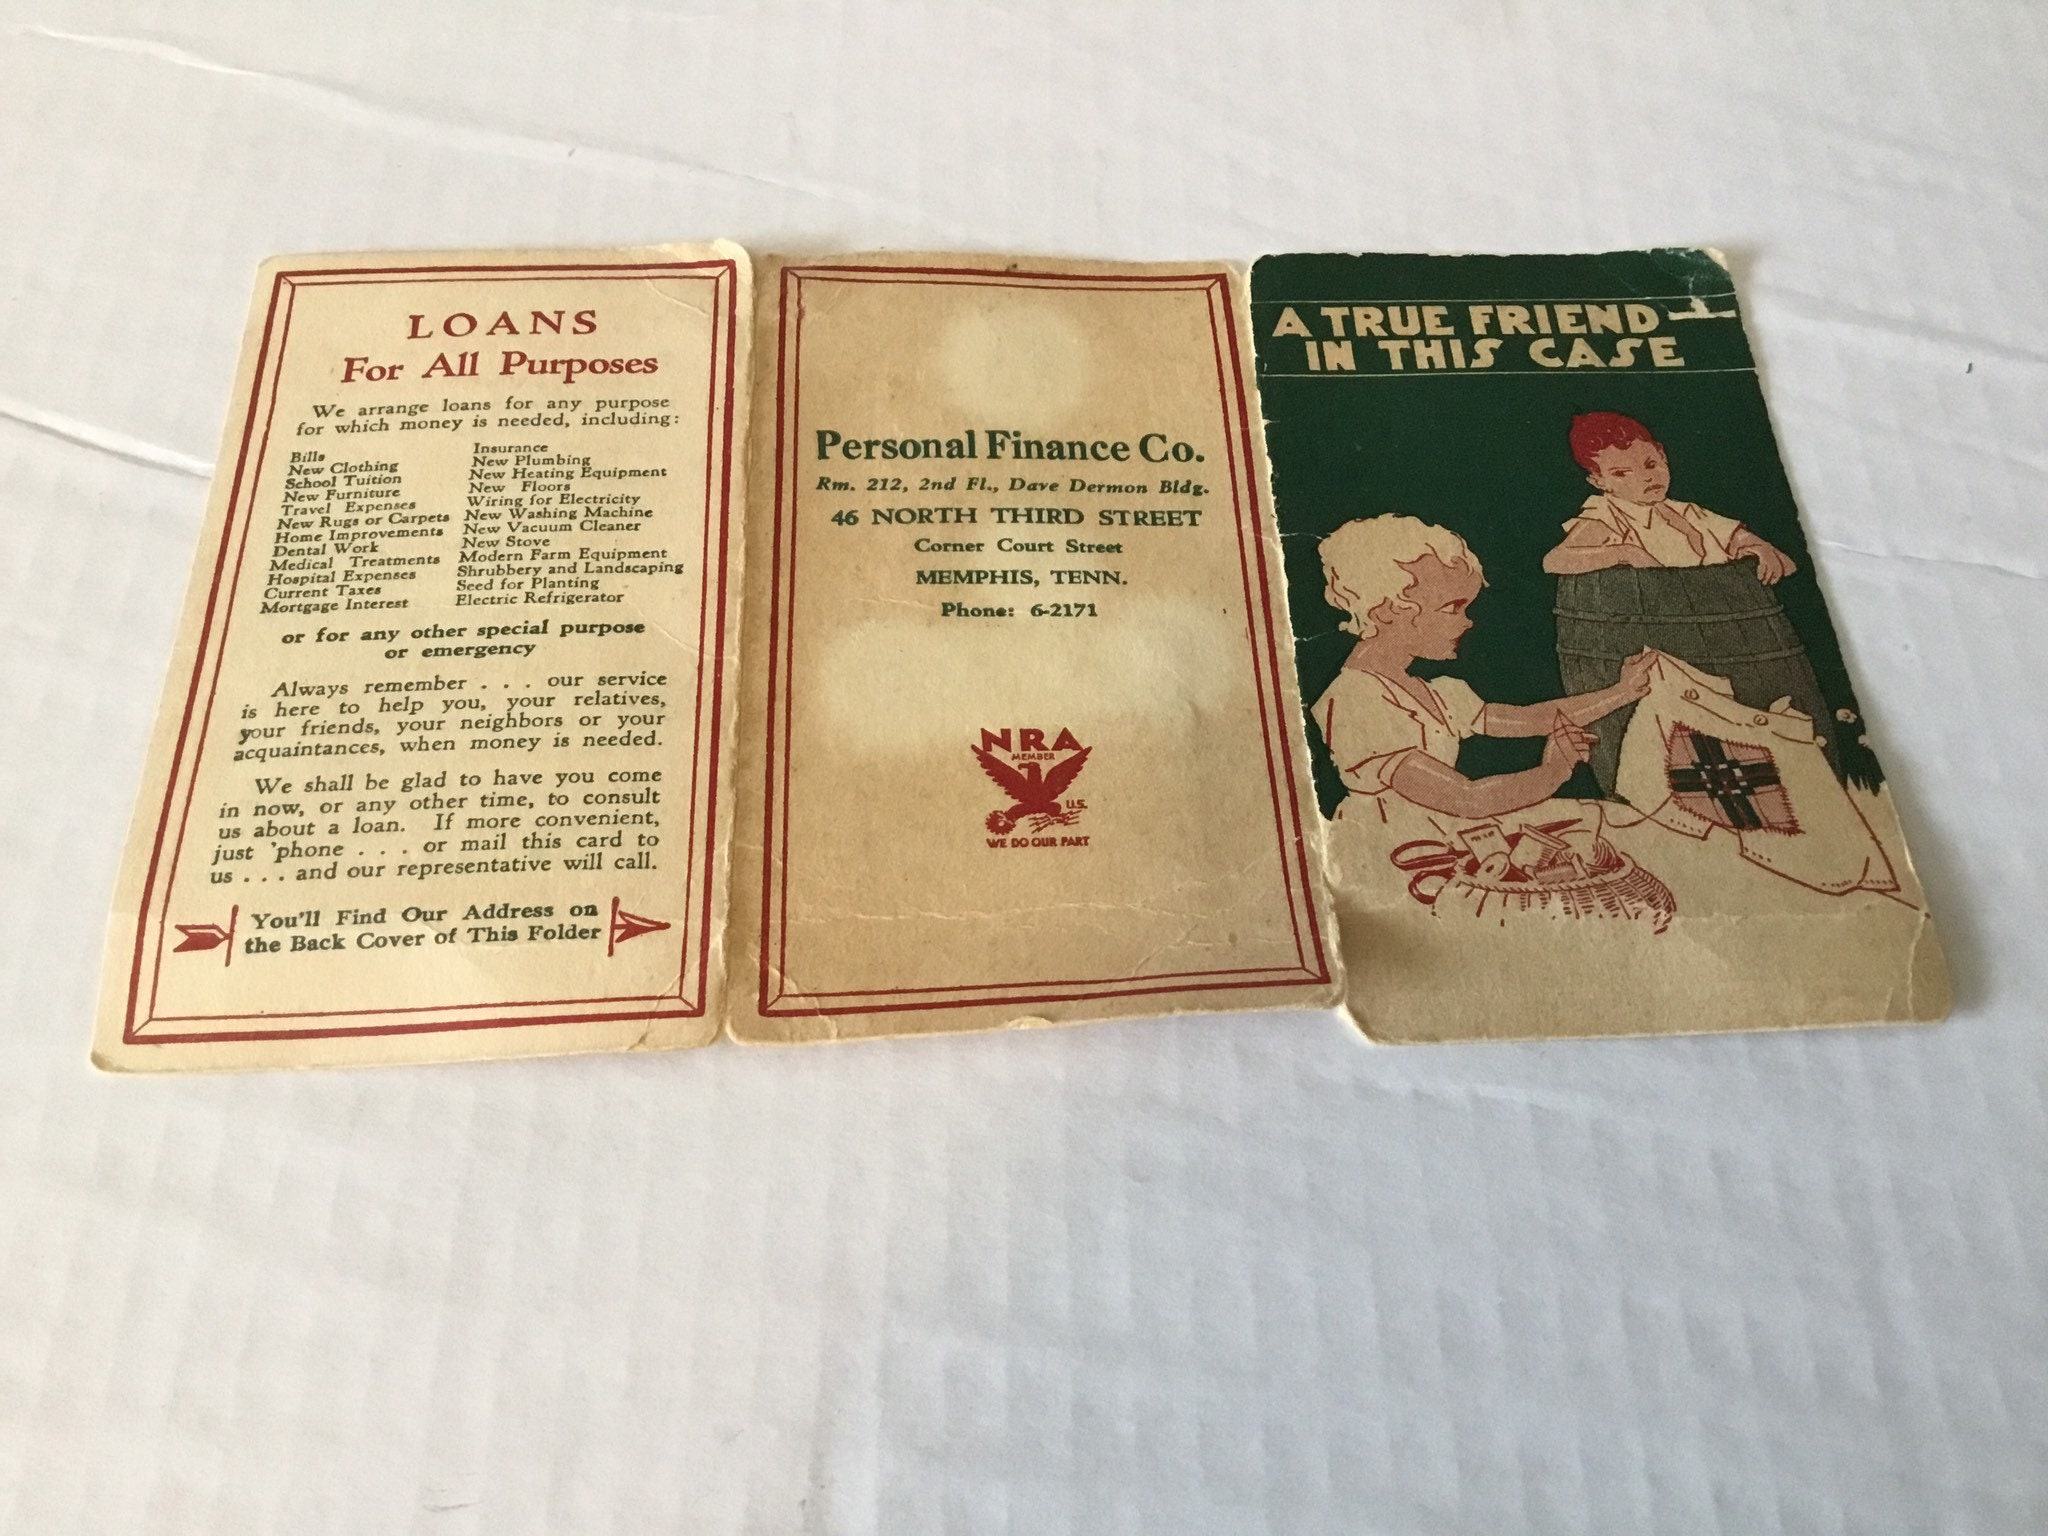 LOANS
For All Purposes
We arrange loans for any purpose
for which money is needed, including:
Bills
New Clothing
School Tuition
New Furniture
Travel Expenses
New Rugs or Carpets
Home Improvements
Dental Work
Medical Treatments
Hospital Expenses
Current Taxes
Mortgage Interest
Insurance
New Plumbing
New Heating Equipment
New Floors
Wiring for Electricity
New Washing Machine
New Vacuum Cleaner
New Stove
Modern Farm Equipment
Shrubbery and Landscaping
Seed for Planting
Electric Refrigerator
or for any other special purpose
or emergency
Always remember . . . our service
is here to help you, your relatives,
your friends, your neighbors or your
acquaintances, when money is needed.
We shall be glad to have you come
in now, or any other time, to consult
us about a loan. If more convenient,
just 'phone . . . or mail this card to
us . . . and our representative will call.
You'll Find Our Address on
the Back Cover of This Folder
Personal Finance Co.
Rm. 212, 2nd Fl., Dave Dermon Bldg.
46 NORTH THIRD STREET
Corner Court Street
MEMPHIS, TENN.
Phone: 6-2171
NRA
MEMBER
U.S.
WE DO OUR PART
A TRUE FRIEND
IN THIS CASE